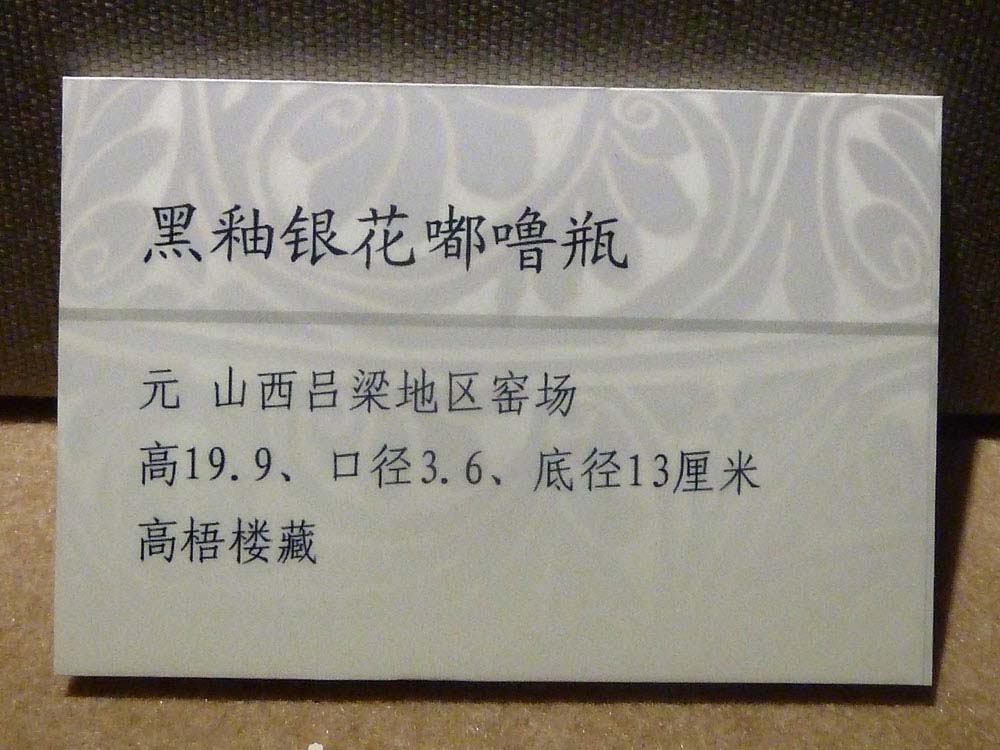 黑釉银花嘟噜瓶
元 山西吕梁地区窑场
高19.9、口径3.6、底径13厘米
高梧楼藏